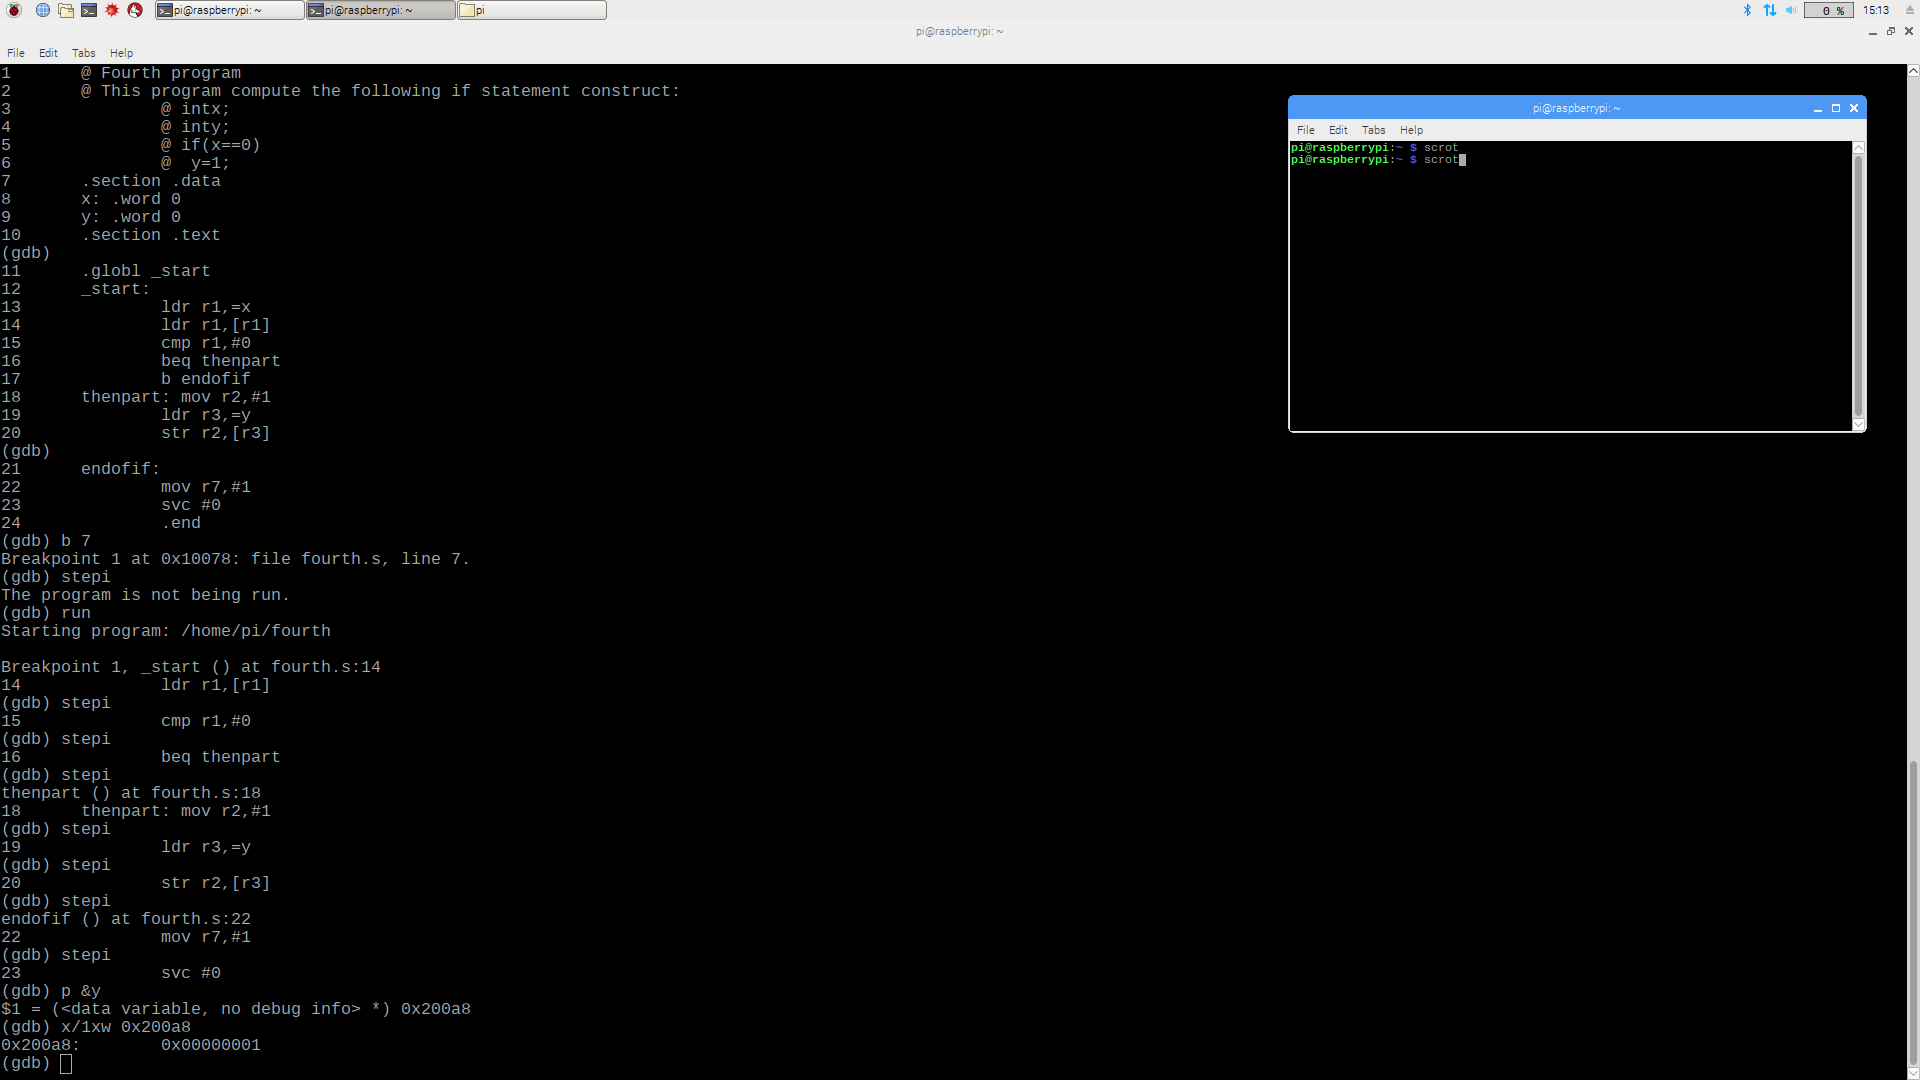 pi@raspberrypi: ~
pi@raspberrypi: ~
pi
0 %
15:13
pi@raspberrypi: ~
File Edit Tabs Help
1 @ Fourth program
2 @ This program compute the following if statement construct:
3 @ intx;
4 @ inty;
5 @ if(x==0)
6 @  y=1;
7 .section .data
8 x: .word 0
9 y: .word 0
10 .section .text
(gdb)
11 .globl _start
12 _start:
13 ldr r1,=x
14 ldr r1,[r1]
15 cmp r1,#0
16 beq thenpart
17 b endofif
18 thenpart: mov r2,#1
19 ldr r3,=y
20 str r2,[r3]
(gdb)
21 endofif:
22 mov r7,#1
23 svc #0
24 .end
(gdb) b 7
Breakpoint 1 at 0x10078: file fourth.s, line 7.
(gdb) stepi
The program is not being run.
(gdb) run
Starting program: /home/pi/fourth
Breakpoint 1, _start () at fourth.s:14
14 ldr r1,[r1]
(gdb) stepi
15 cmp r1,#0
(gdb) stepi
16 beq thenpart
(gdb) stepi
thenpart () at fourth.s:18
18 thenpart: mov r2,#1
(gdb) stepi
19 ldr r3,=y
(gdb) stepi
20 str r2,[r3]
(gdb) stepi
endofif () at fourth.s:22
22 mov r7,#1
(gdb) stepi
23 svc #0
(gdb) p &y
$1 = (<data variable, no debug info> *) 0x200a8
(gdb) x/1xw 0x200a8
0x200a8: 0x00000001
(gdb)
pi@raspberrypi: ~
File Edit Tabs Help
pi@raspberrypi:~ $ scrot
pi@raspberrypi:~ $ scrot